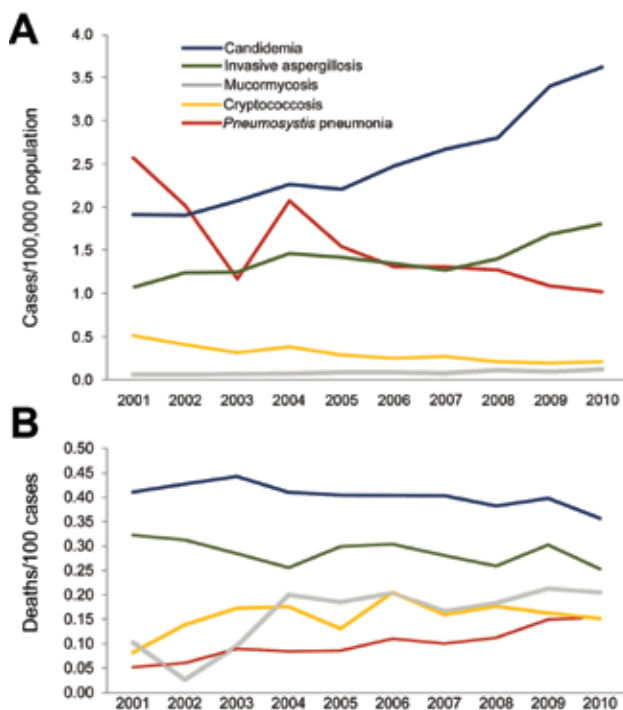 A
Cases/100,000 population
4.0
3.5
3.0
2.5
2.0
1.5
1.0
0.5
0.0
Candidemia
Invasive aspergillosis
Mucormycosis
Cryptococcosis
Pneumosystis pneumonia
2001 2002 2003 2004 2005 2006 2007 2008 2009 2010
B
Deaths/100 cases
0.50
0.45
0.40
0.35
0.30
0.25
0.20
0.15
0.10
0.05
0.00
2001 2002 2003 2004 2005 2006 2007 2008 2009 2010